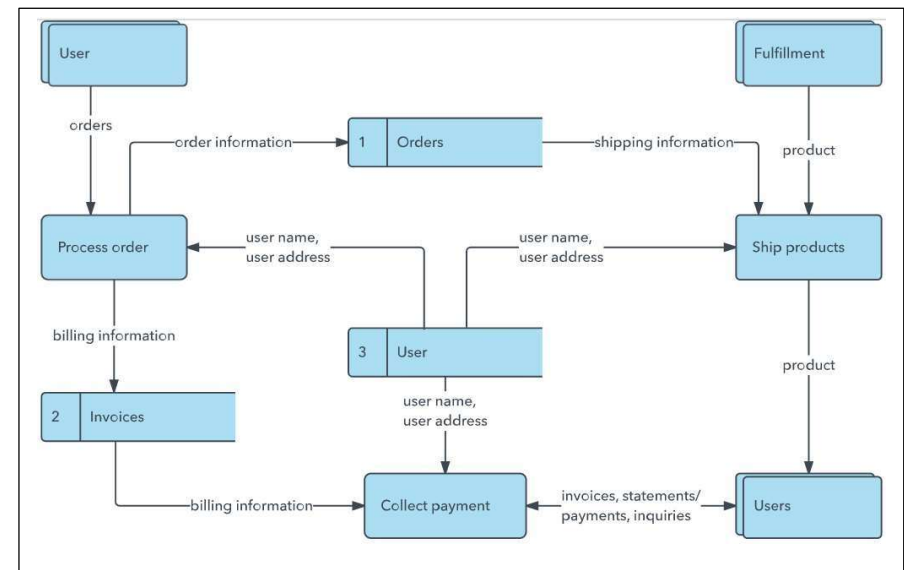 User
Fulfillment
orders
order information
1
Orders
shipping information
product
Process order
user name,
user address
user name,
user address
Ship products
billing information
3
User
product
2
Invoices
user name,
user address
billing information
Collect payment
invoices, statements/
payments, inquiries
Users